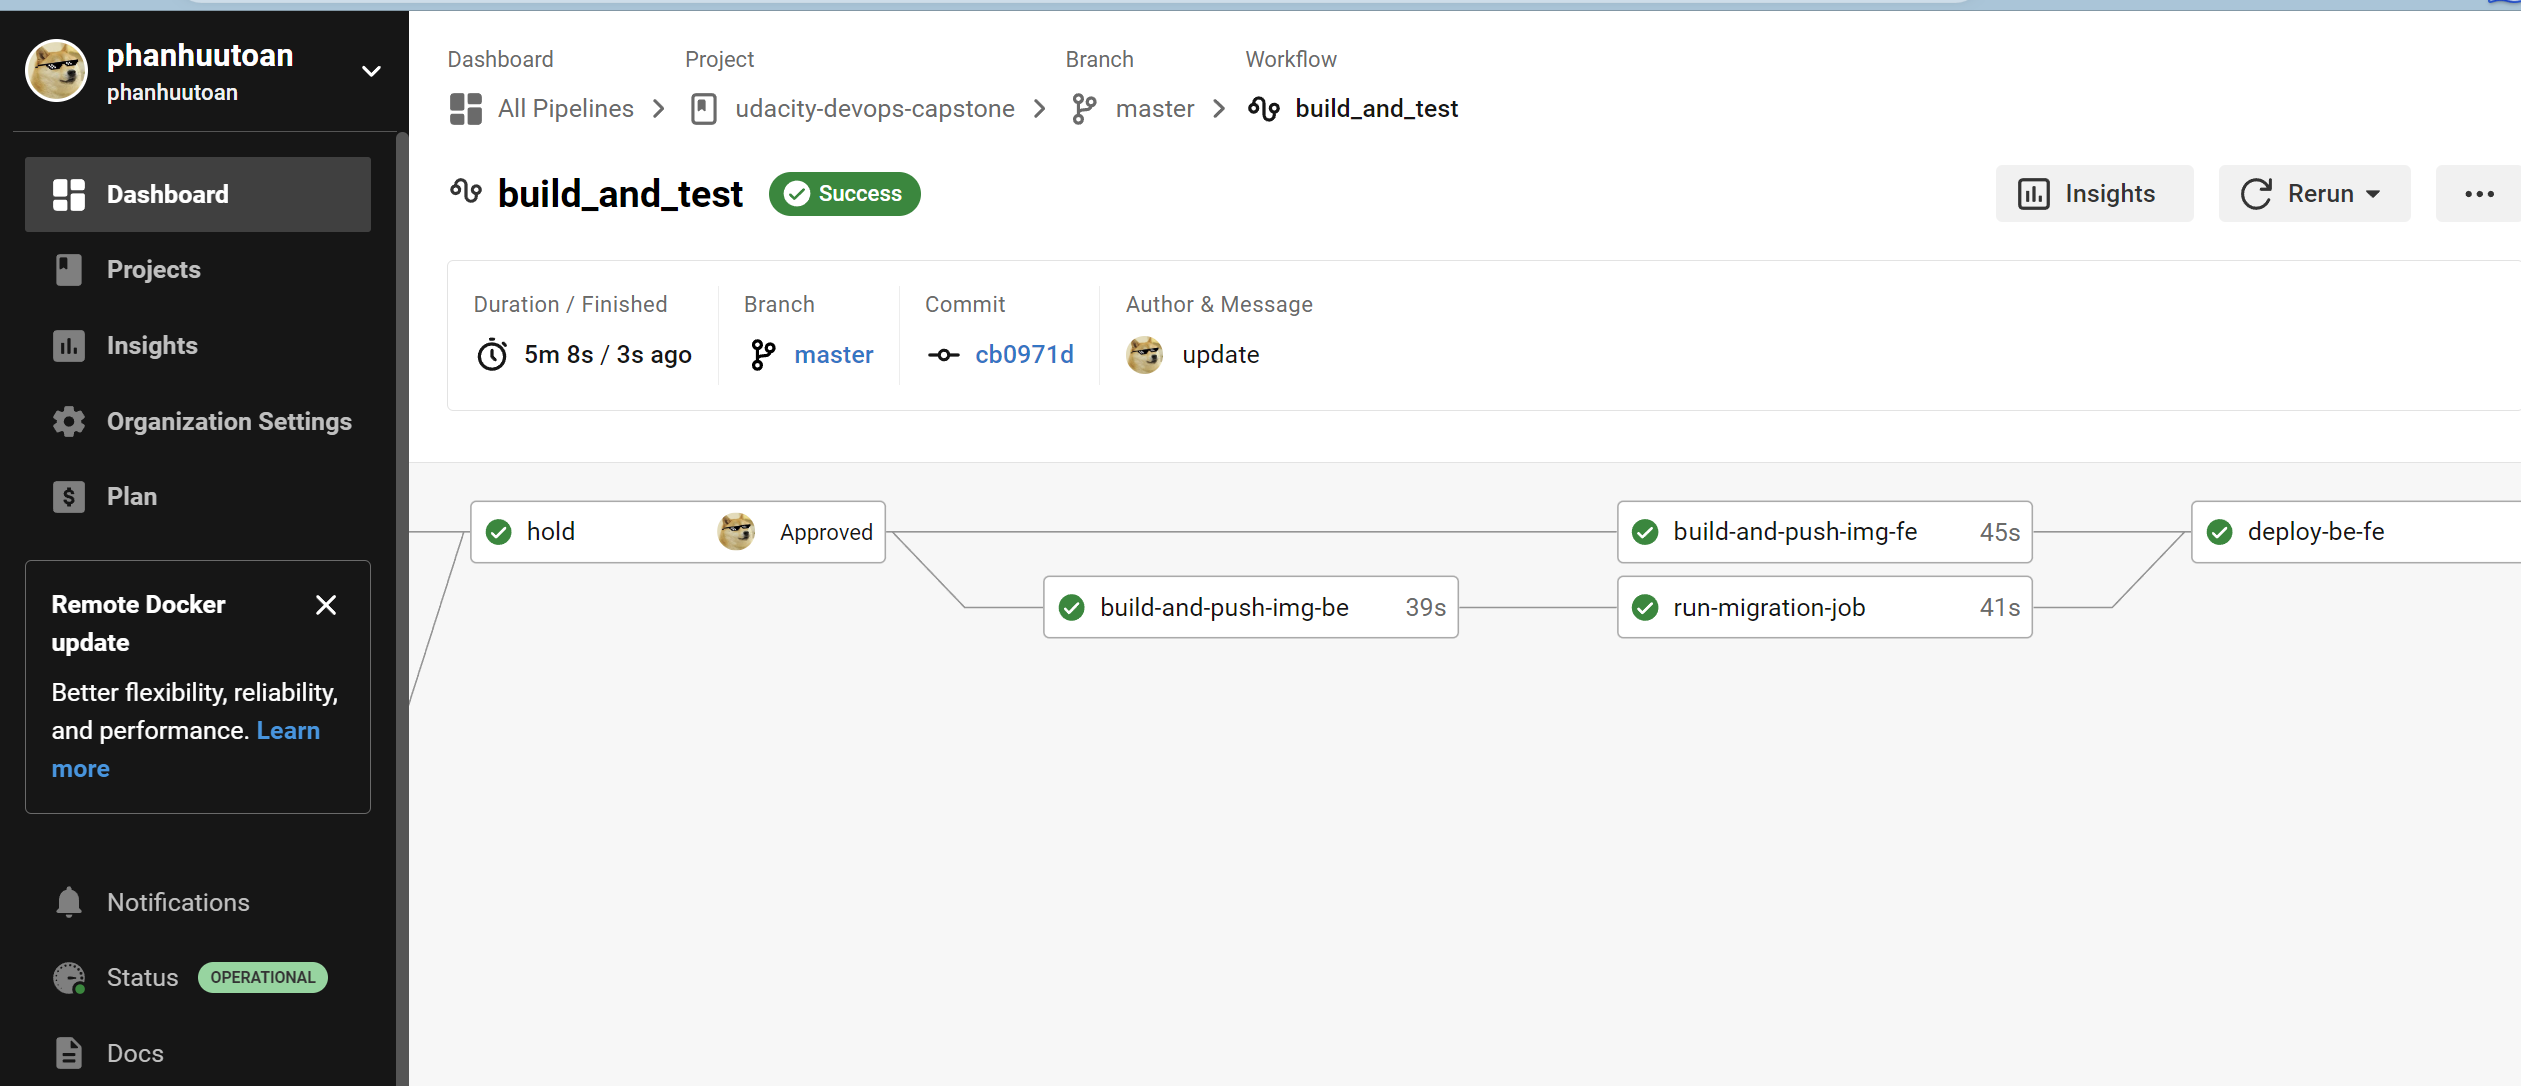 phanhuutoan
phanhuutoan
Dashboard
Projects
Insights
Organization Settings
Plan
Remote Docker
update
Better flexibility, reliability,
and performance. Learn
more
Notifications
Status OPERATIONAL
Docs
Dashboard Project Branch Workflow
All Pipelines udacity-devops-capstone master build_and_test
build_and_test Success Insights Rerun
Duration / Finished Branch Commit Author & Message
5m 8s / 3s ago master cb0971d update
hold Approved build-and-push-img-fe 45s deploy-be-fe
build-and-push-img-be 39s run-migration-job 41s